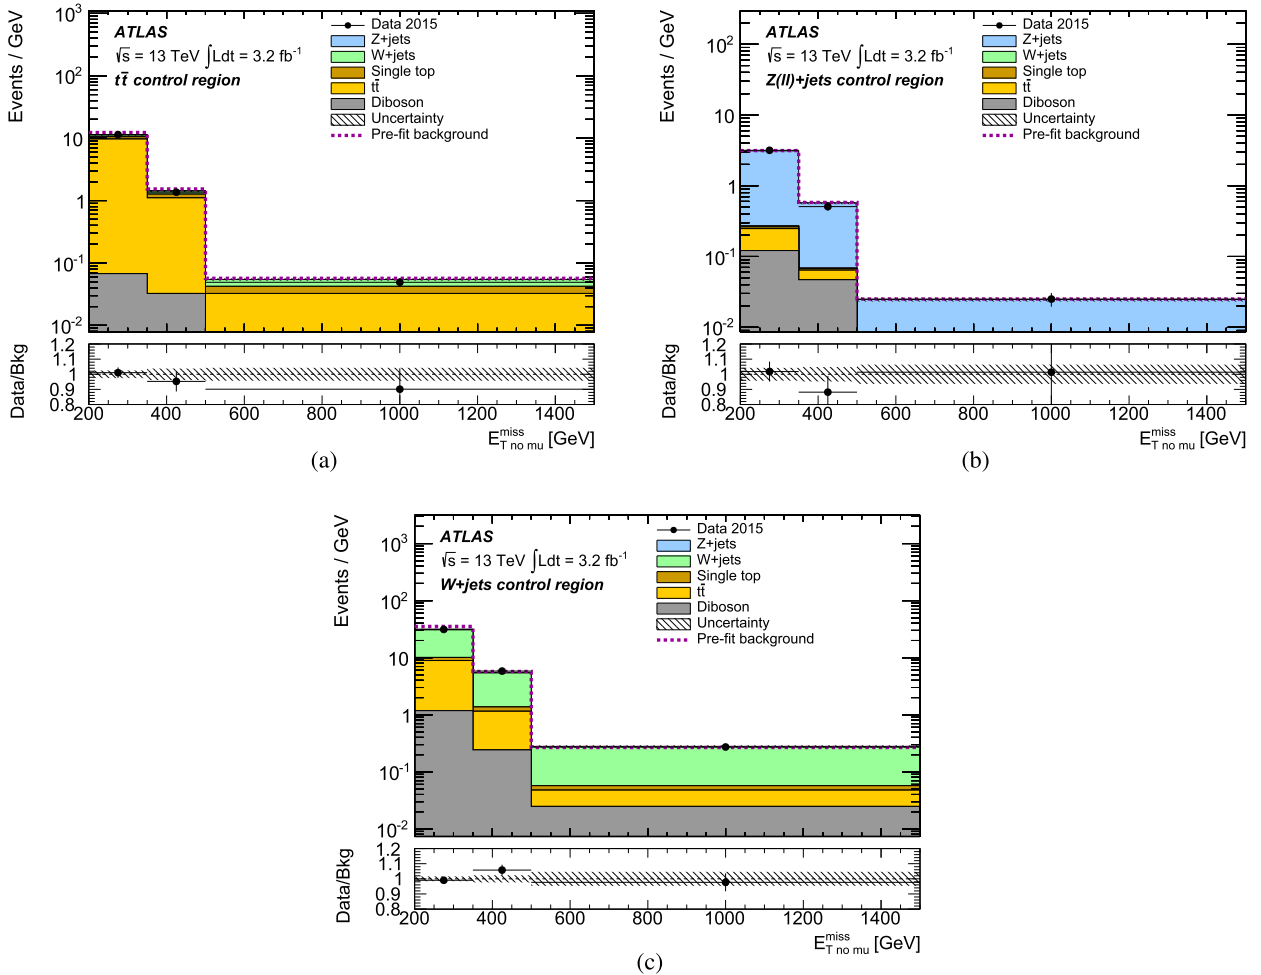 ATLAS
√s = 13 TeV ∫Ldt = 3.2 fb⁻¹
tt̄ control region
Data 2015
Z+jets
W+jets
Single top
tt̄
Diboson
Uncertainty
Pre-fit background
Events / GeV
10³
10²
10
1
10⁻¹
10⁻²
Data/Bkg
1.2
1.1
1
0.9
0.8
200 400 600 800 1000 1200 1400
E_T no mu^miss [GeV]
(a)
ATLAS
√s = 13 TeV ∫Ldt = 3.2 fb⁻¹
Z(ll)+jets control region
Data 2015
Z+jets
W+jets
Single top
tt̄
Diboson
Uncertainty
Pre-fit background
Events / GeV
10²
10
1
10⁻¹
10⁻²
Data/Bkg
1.2
1.1
1
0.9
0.8
200 400 600 800 1000 1200 1400
E_T no mu^miss [GeV]
(b)
ATLAS
√s = 13 TeV ∫Ldt = 3.2 fb⁻¹
W+jets control region
Data 2015
Z+jets
W+jets
Single top
tt̄
Diboson
Uncertainty
Pre-fit background
Events / GeV
10³
10²
10
1
10⁻¹
10⁻²
Data/Bkg
1.2
1.1
1
0.9
0.8
200 400 600 800 1000 1200 1400
E_T no mu^miss [GeV]
(c)